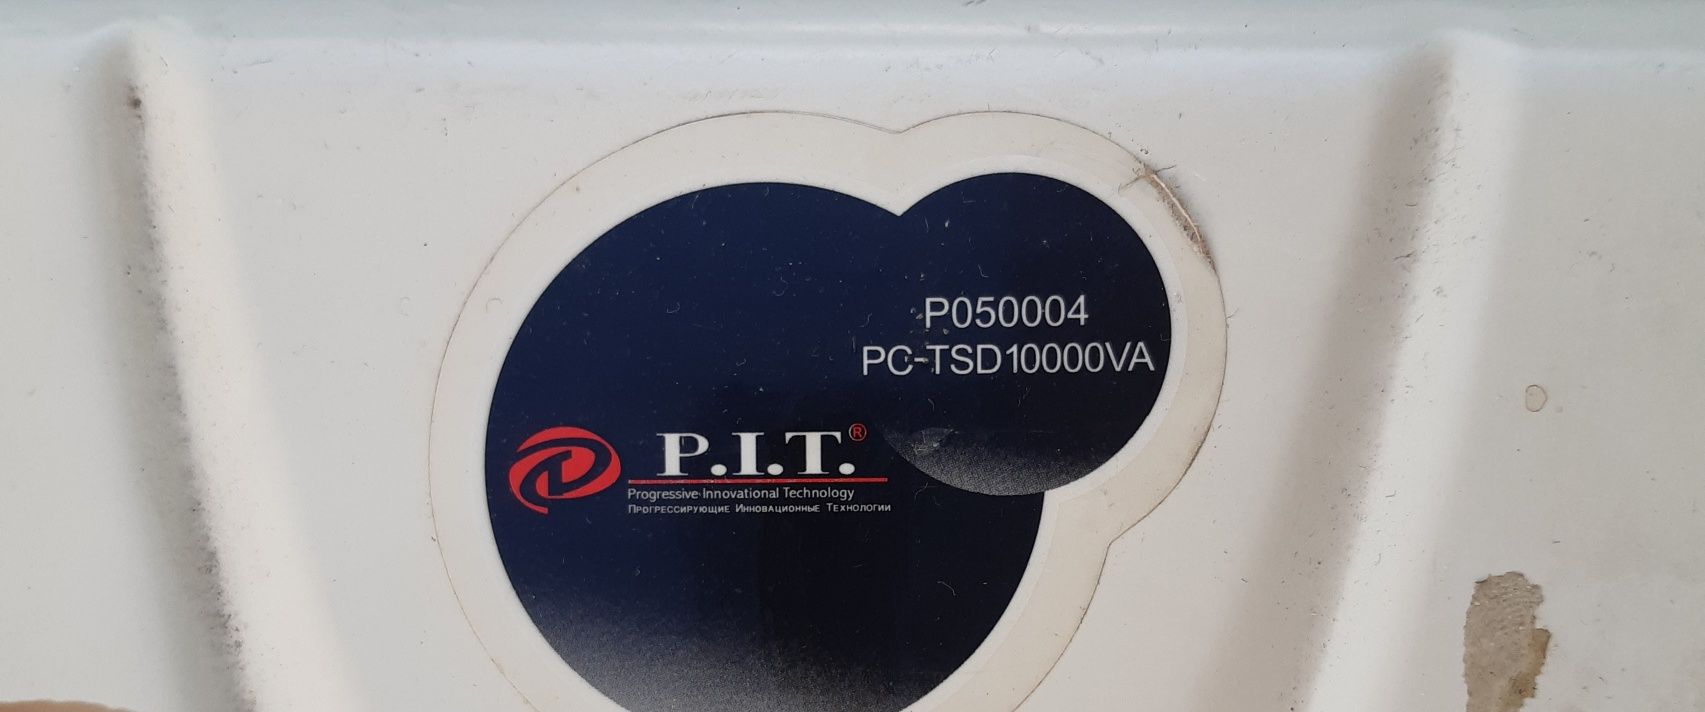 P050004
PC-TSD10000VA
P.I.T.®
Progressive Innovational Technology
Прогрессирующие Инновационные Технологии